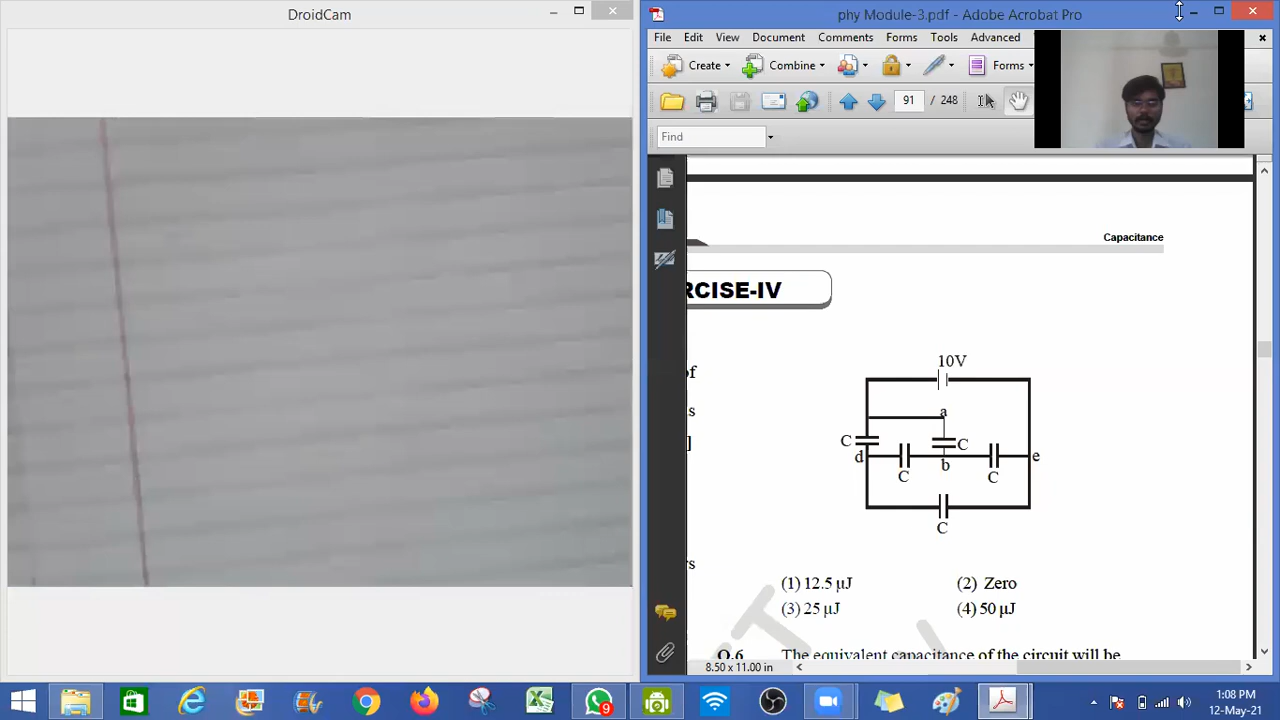 DroidCam
phy Module-3.pdf - Adobe Acrobat Pro
File Edit View Document Comments Forms Tools Advanced
Create Combine Forms
91 / 248
Find
Capacitance
RCISE-IV
of
s
]
rs
10V
a
C
C
d
b
e
C
C
C
(1) 12.5 µJ (2) Zero
(3) 25 µJ (4) 50 µJ
Q.6 The equivalent capacitance of the circuit will be
8.50 x 11.00 in
9
1:08 PM
12-May-21